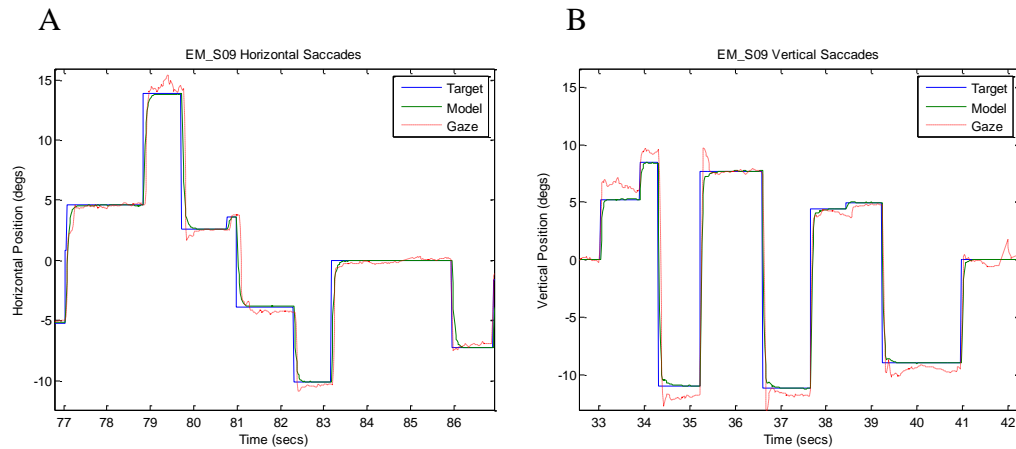 A
EM_S09 Horizontal Saccades
15
10
5
0
-5
-10
77 78 79 80 81 82 83 84 85 86
Horizontal Position (degs)
Time (secs)
Target
Model
Gaze
B
EM_S09 Vertical Saccades
15
10
5
0
-5
-10
33 34 35 36 37 38 39 40 41 42
Vertical Position (degs)
Time (secs)
Target
Model
Gaze